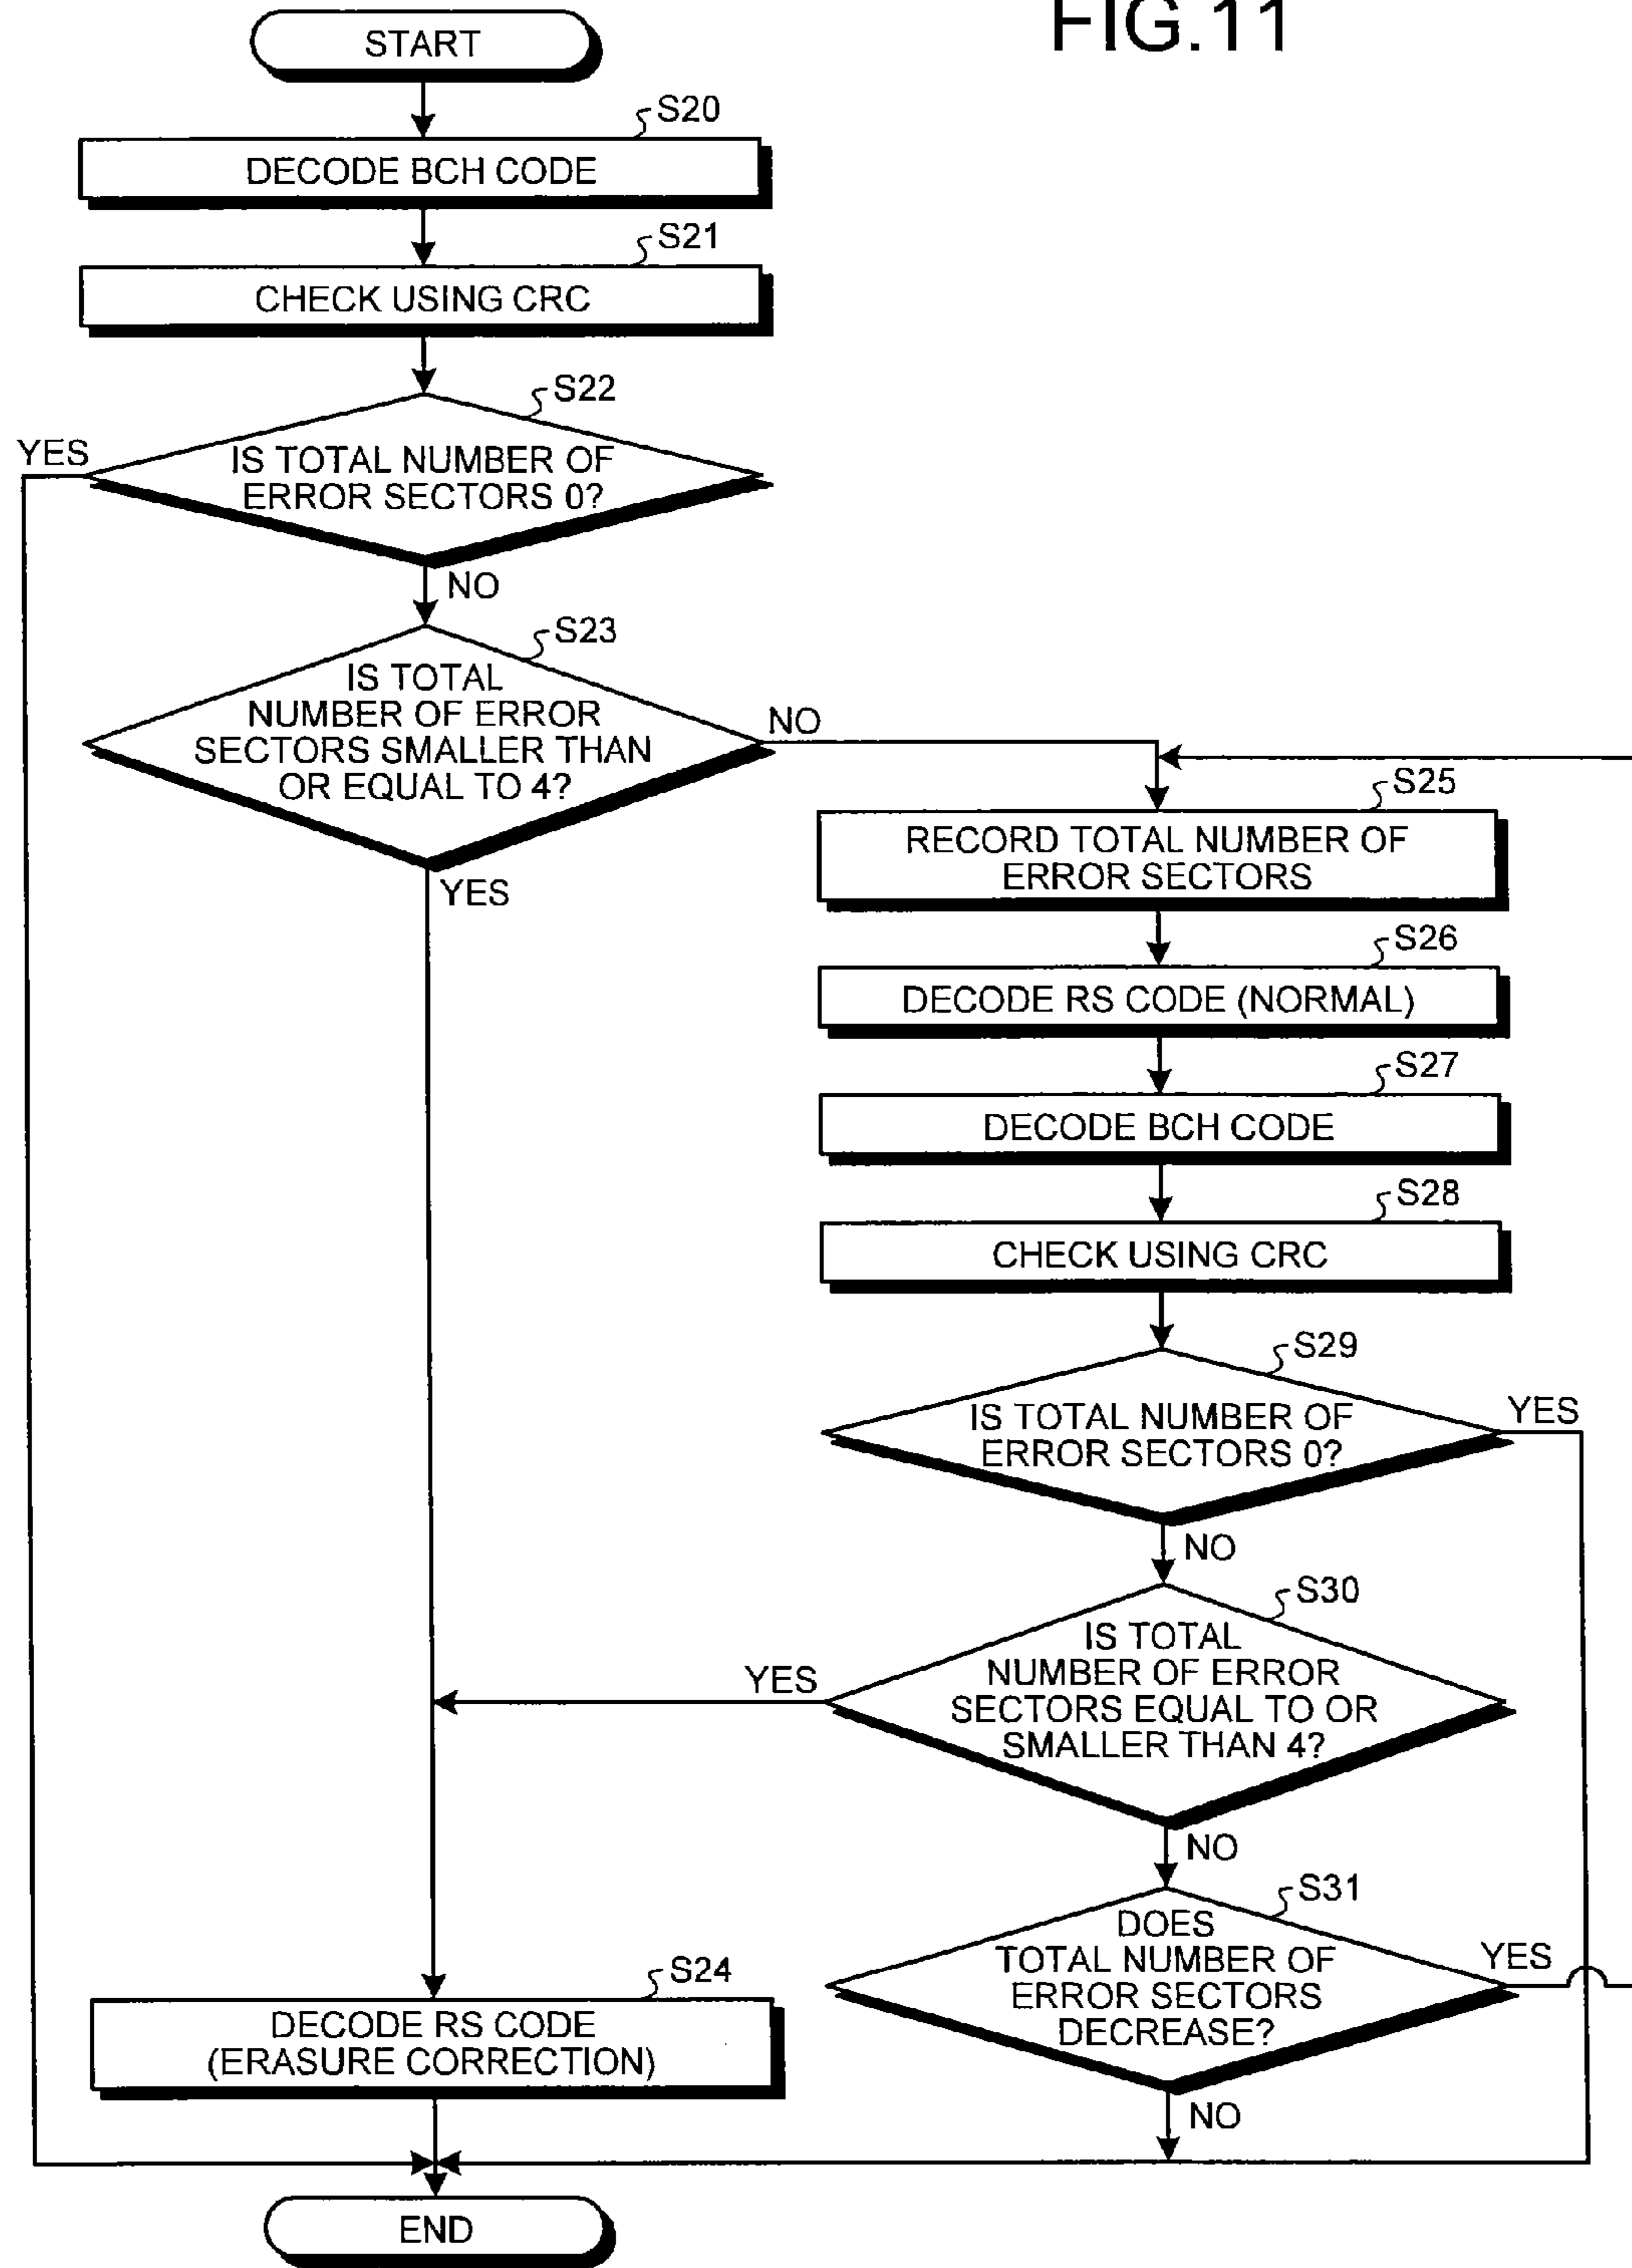 FIG.11
START
S20
DECODE BCH CODE
S21
CHECK USING CRC
S22
YES
IS TOTAL NUMBER OF
ERROR SECTORS 0?
NO
S23
IS TOTAL
NUMBER OF ERROR
SECTORS SMALLER THAN
OR EQUAL TO 4?
NO
YES
S25
RECORD TOTAL NUMBER OF
ERROR SECTORS
S26
DECODE RS CODE (NORMAL)
S27
DECODE BCH CODE
S28
CHECK USING CRC
S29
IS TOTAL NUMBER OF
ERROR SECTORS 0?
YES
NO
S30
IS TOTAL
NUMBER OF ERROR
SECTORS EQUAL TO OR
SMALLER THAN 4?
YES
NO
S31
DOES
TOTAL NUMBER OF
ERROR SECTORS
DECREASE?
YES
NO
S24
DECODE RS CODE
(ERASURE CORRECTION)
END